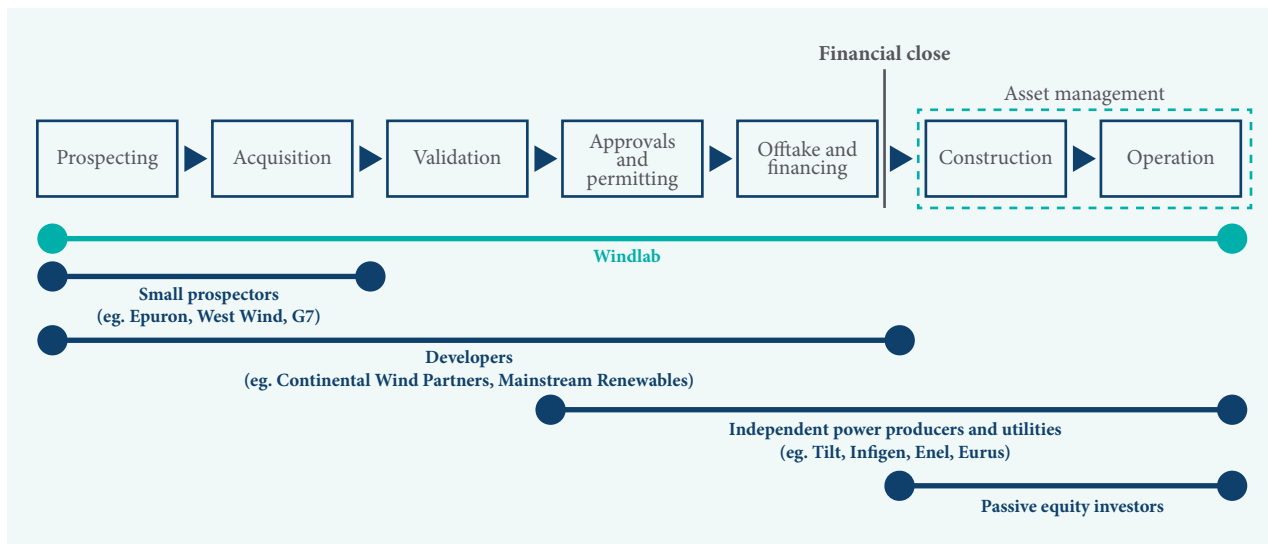 Financial close
Asset management
Prospecting
Acquisition
Validation
Approvals
and
permitting
Offtake and
financing
Construction
Operation
Windlab
Small prospectors
(eg. Epuron, West Wind, G7)
Developers
(eg. Continental Wind Partners, Mainstream Renewables)
Independent power producers and utilities
(eg. Tilt, Infigen, Enel, Eurus)
Passive equity investors